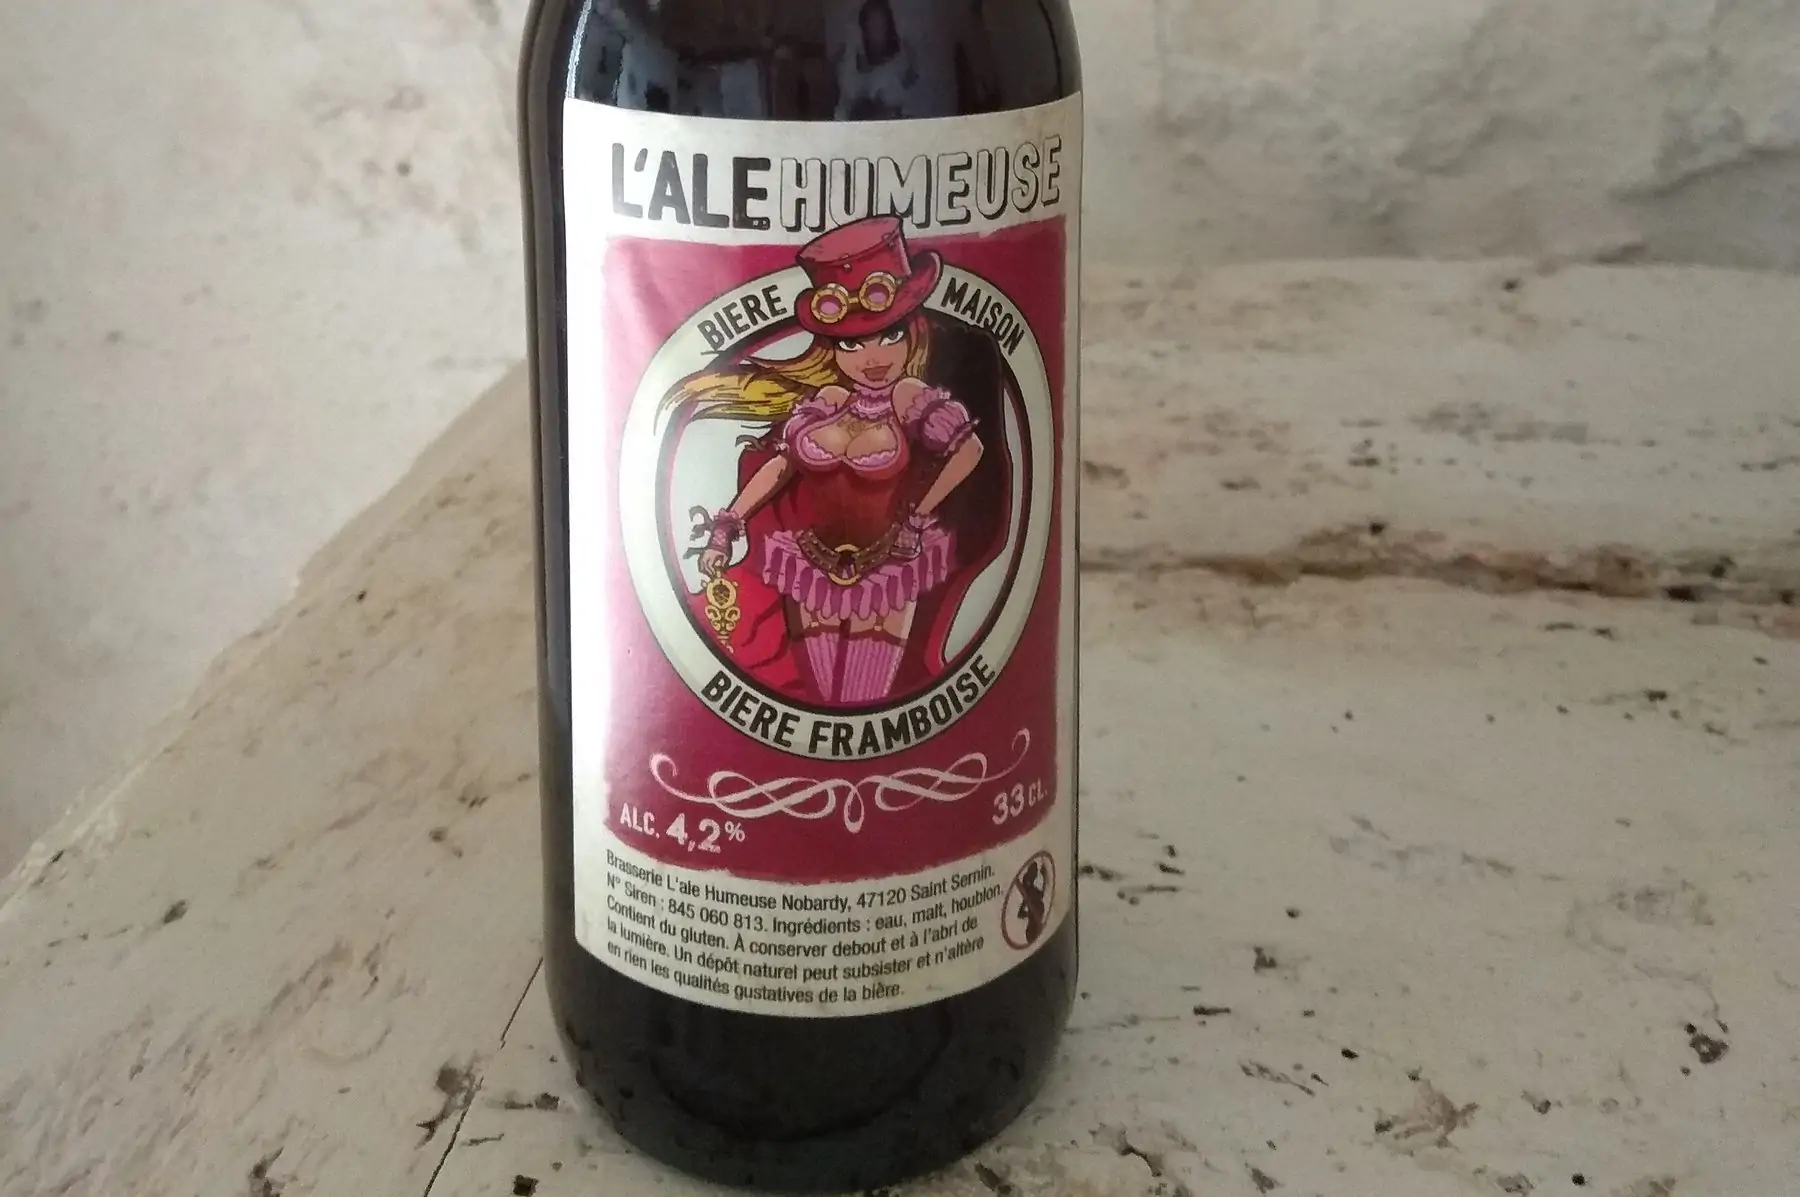 L'ALEHUMEUSE
BIERE MAISON
BIERE FRAMBOISE
ALC. 4,2%
33 CL.
Brasserie L'ale Humeuse Nobardy, 47120 Saint Sernin.
N° Siren : 845 060 813. Ingrédients : eau, malt, houblon.
Contient du gluten. À conserver debout et à l'abri de
la lumière. Un dépôt naturel peut subsister et n'altère
en rien les qualités gustatives de la bière.